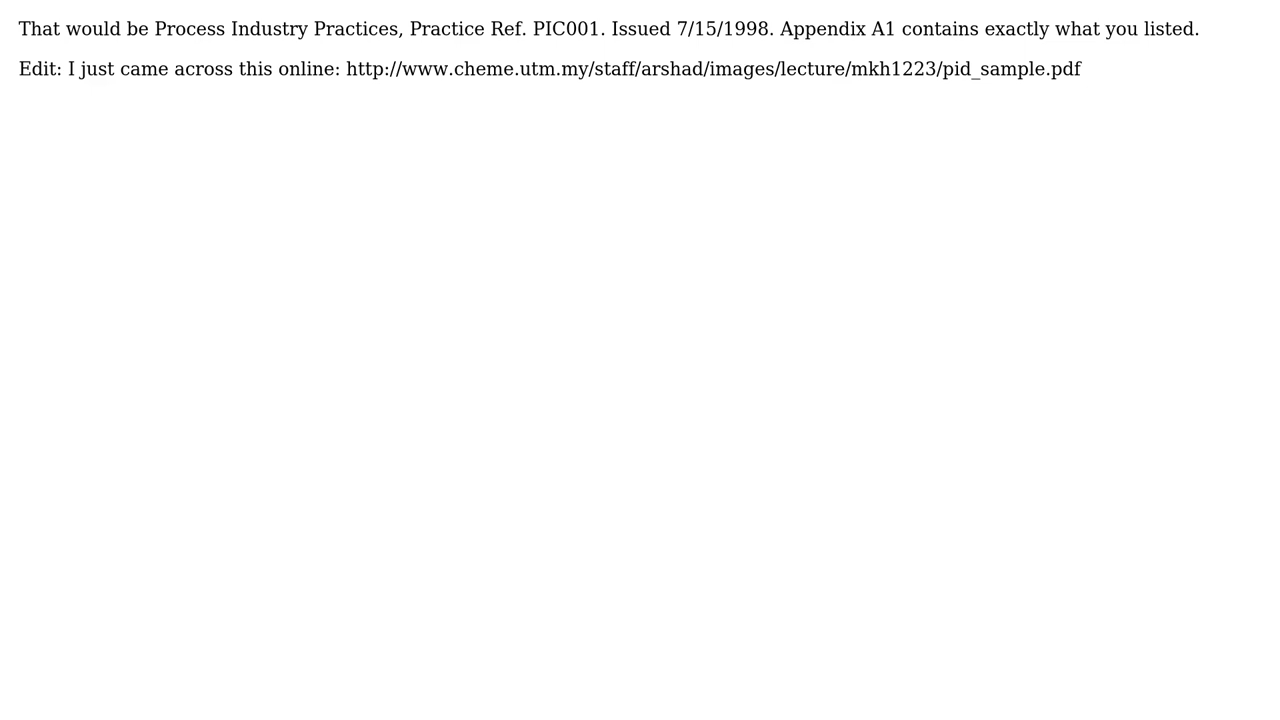 That would be Process Industry Practices, Practice Ref. PIC001. Issued 7/15/1998. Appendix A1 contains exactly what you listed.
Edit: I just came across this online: http://www.cheme.utm.my/staff/arshad/images/lecture/mkh1223/pid_sample.pdf